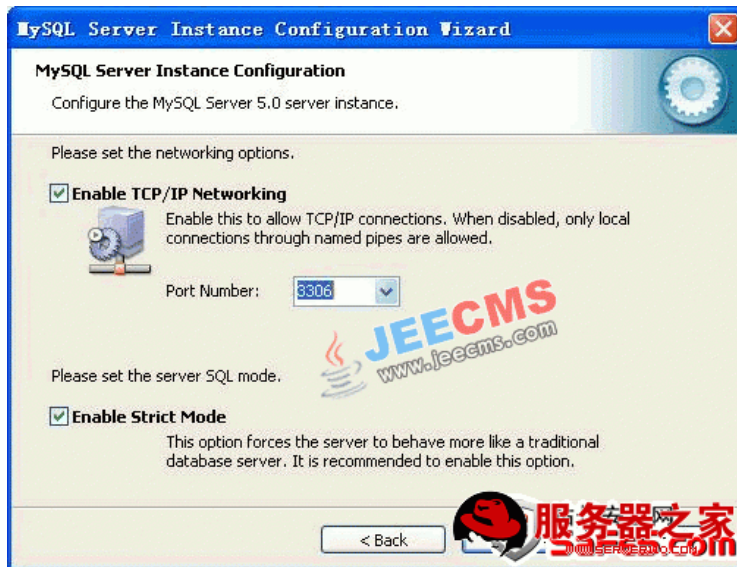 MySQL Server Instance Configuration Wizard
MySQL Server Instance Configuration
Configure the MySQL Server 5.0 server instance.
Please set the networking options.
Enable TCP/IP Networking
Enable this to allow TCP/IP connections. When disabled, only local
connections through named pipes are allowed.
Port Number:
3306
JEECMS
www.jeecms.com
Please set the server SQL mode.
Enable Strict Mode
This option forces the server to behave more like a traditional
database server. It is recommended to enable this option.
< Back
服务器之家